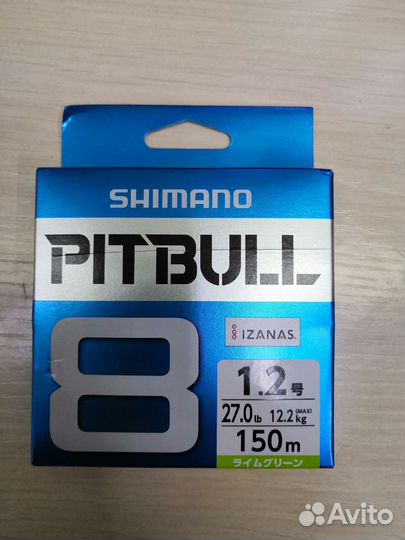 SHIMANO
PITBULL
8
IZANAS
1.2号
27.0lb 12.2kg (MAX)
150m
ライムグリーン
Avito